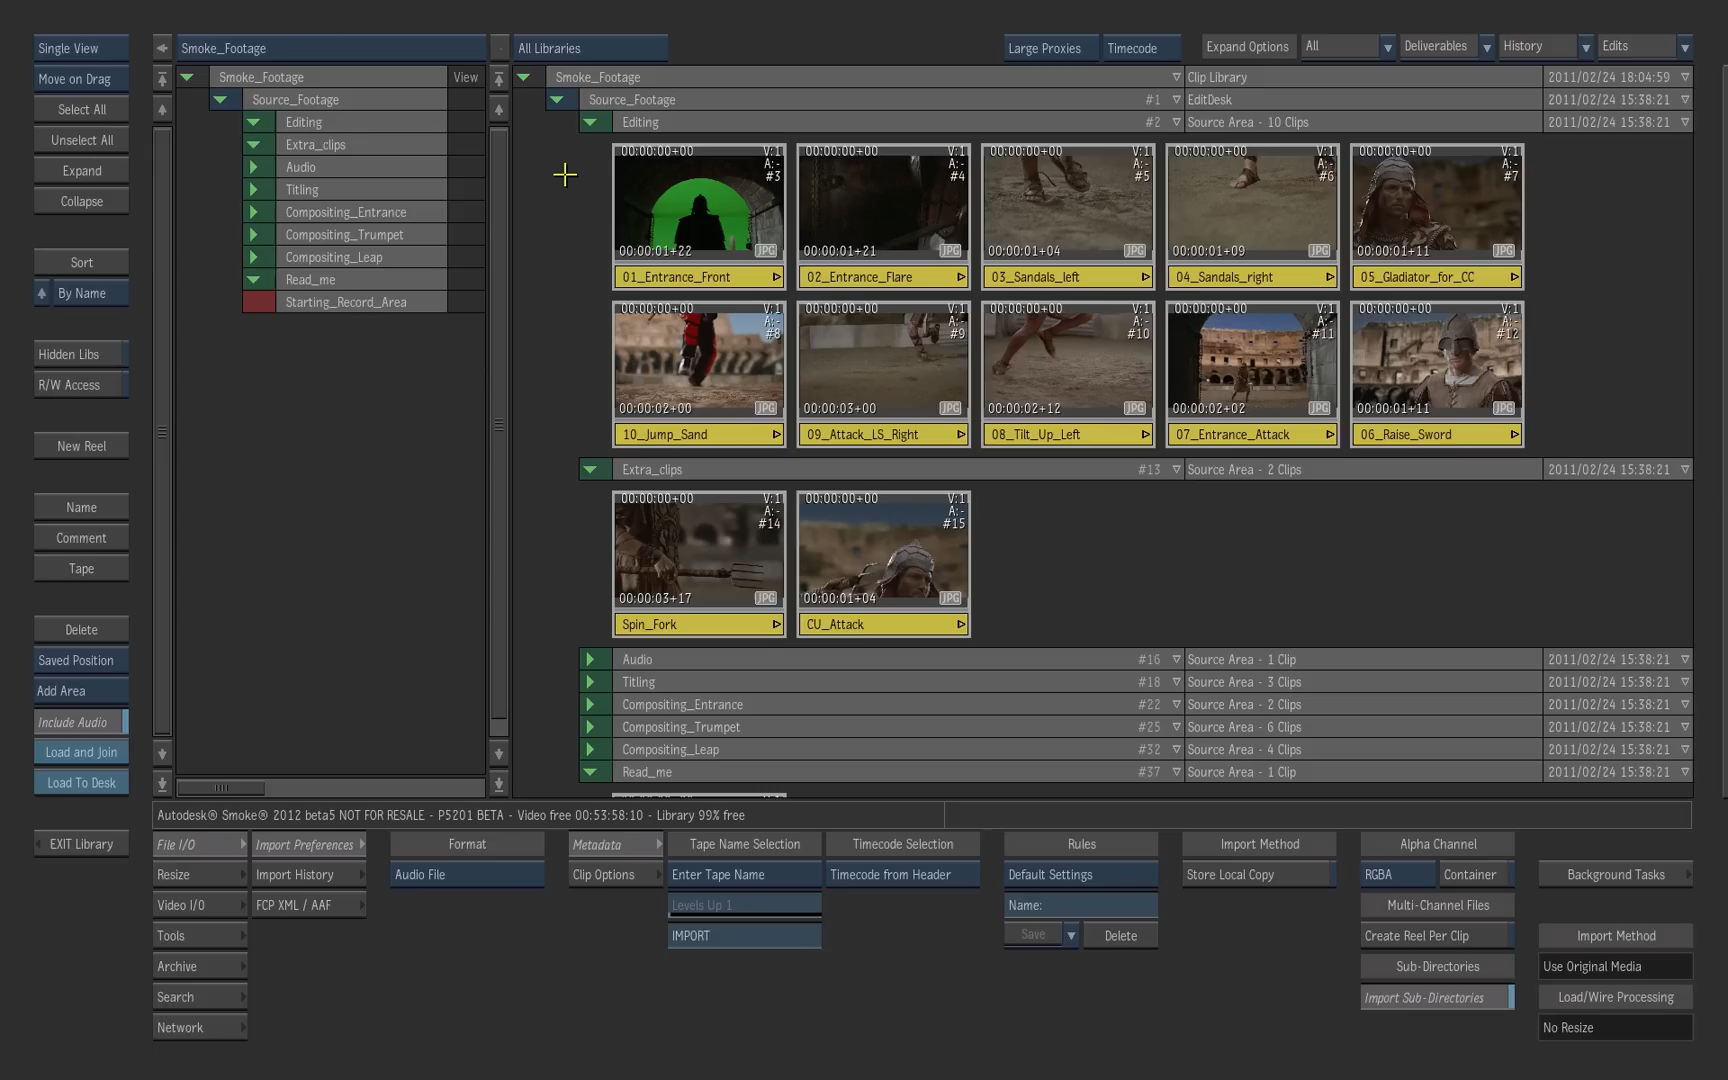 Single View
Smoke_Footage
All Libraries
Large Proxies
Timecode
Expand Options
All
Deliverables
History
Edits
Move on Drag
Select All
Unselect All
Expand
Collapse
Sort
By Name
Hidden Libs
R/W Access
New Reel
Name
Comment
Tape
Delete
Saved Position
Add Area
Include Audio
Load and Join
Load To Desk
EXIT Library
Smoke_Footage View
Source_Footage
Editing
Extra_clips
Audio
Titling
Compositing_Entrance
Compositing_Trumpet
Compositing_Leap
Read_me
Starting_Record_Area
Smoke_Footage Clip Library 2011/02/24 18:04:59
Source_Footage #1 EditDesk 2011/02/24 15:38:21
Editing #2 Source Area - 10 Clips 2011/02/24 15:38:21
00:00:00+00 V:1 A:- #3
00:00:01+22 JPG
01_Entrance_Front
00:00:00+00 V:1 A:- #4
00:00:01+21 JPG
02_Entrance_Flare
00:00:00+00 V:1 A:- #5
00:00:01+04 JPG
03_Sandals_left
00:00:00+00 V:1 A:- #6
00:00:01+09 JPG
04_Sandals_right
00:00:00+00 V:1 A:- #7
00:00:01+11 JPG
05_Gladiator_for_CC
00:00:00+00 V:1 A:- #8
00:00:02+00 JPG
10_Jump_Sand
00:00:00+00 V:1 A:- #9
00:00:03+00 JPG
09_Attack_LS_Right
00:00:00+00 V:1 A:- #10
00:00:02+12 JPG
08_Tilt_Up_Left
00:00:00+00 V:1 A:- #11
00:00:02+02 JPG
07_Entrance_Attack
00:00:00+00 V:1 A:- #12
00:00:01+11 JPG
06_Raise_Sword
Extra_clips #13 Source Area - 2 Clips 2011/02/24 15:38:21
00:00:00+00 V:1 A:- #14
00:00:03+17 JPG
Spin_Fork
00:00:00+00 V:1 A:- #15
00:00:01+04 JPG
CU_Attack
Audio #16 Source Area - 1 Clip 2011/02/24 15:38:21
Titling #18 Source Area - 3 Clips 2011/02/24 15:38:21
Compositing_Entrance #22 Source Area - 2 Clips 2011/02/24 15:38:21
Compositing_Trumpet #25 Source Area - 6 Clips 2011/02/24 15:38:21
Compositing_Leap #32 Source Area - 4 Clips 2011/02/24 15:38:21
Read_me #37 Source Area - 1 Clip 2011/02/24 15:38:21
Autodesk® Smoke® 2012 beta5 NOT FOR RESALE - P5201 BETA - Video free 00:53:58:10 - Library 99% free
File I/O
Resize
Video I/O
Tools
Archive
Search
Network
Import Preferences
Import History
FCP XML / AAF
Format
Audio File
Metadata
Clip Options
Tape Name Selection
Enter Tape Name
Levels Up 1
IMPORT
Timecode Selection
Timecode from Header
Rules
Default Settings
Name:
Save
Delete
Import Method
Store Local Copy
Alpha Channel
RGBA
Container
Multi-Channel Files
Create Reel Per Clip
Sub-Directories
Import Sub-Directories
Background Tasks
Import Method
Use Original Media
Load/Wire Processing
No Resize